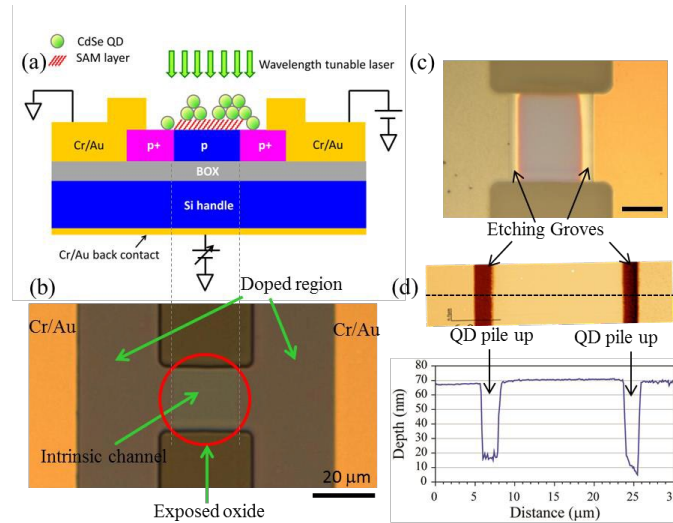 (a)
CdSe QD
SAM layer
Wavelength tunable laser
Cr/Au
p+
p
p+
Cr/Au
BOX
Si handle
Cr/Au back contact
(b)
Doped region
Cr/Au
Cr/Au
Intrinsic channel
Exposed oxide
20 μm
(c)
Etching Groves
(d)
QD pile up
QD pile up
Depth (nm)
80
70
60
50
40
30
20
10
0
0
5
10
15
20
25
30
Distance (μm)